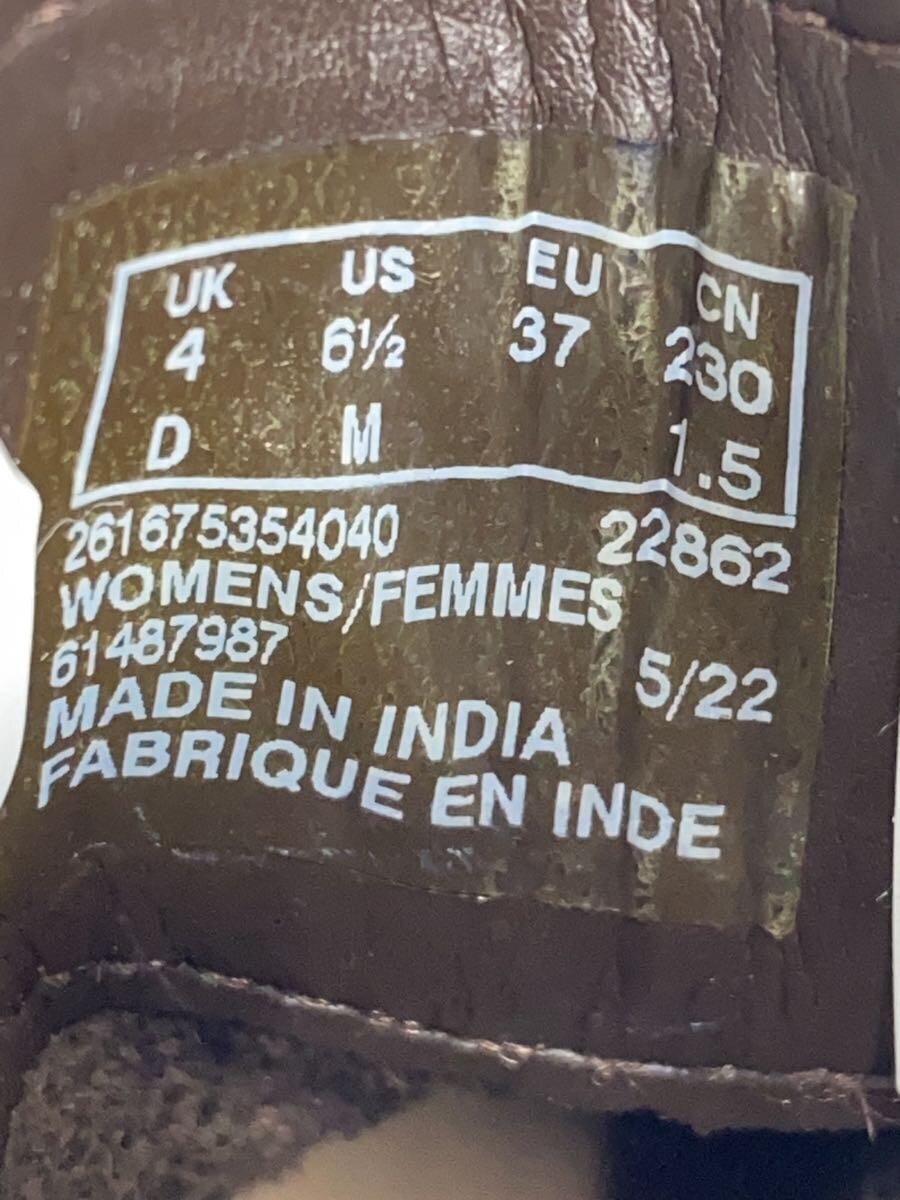 UK US EU CN
4 6½ 37 230
D M 1.5
261675354040 22862
WOMENS/FEMMES
61487987 5/22
MADE IN INDIA
FABRIQUE EN INDE